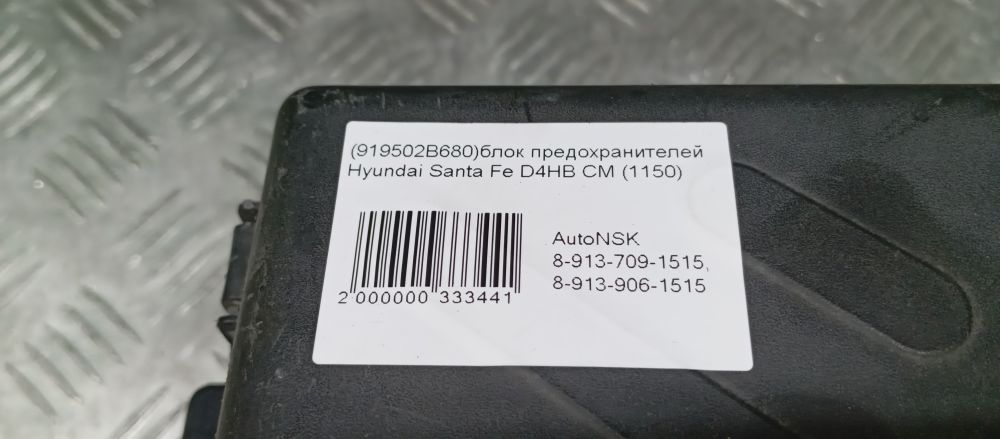 (919502B680)блок предохранителей
Hyundai Santa Fe D4HB CM (1150)
AutoNSK
8-913-709-1515,
8-913-906-1515
2 000000 333441